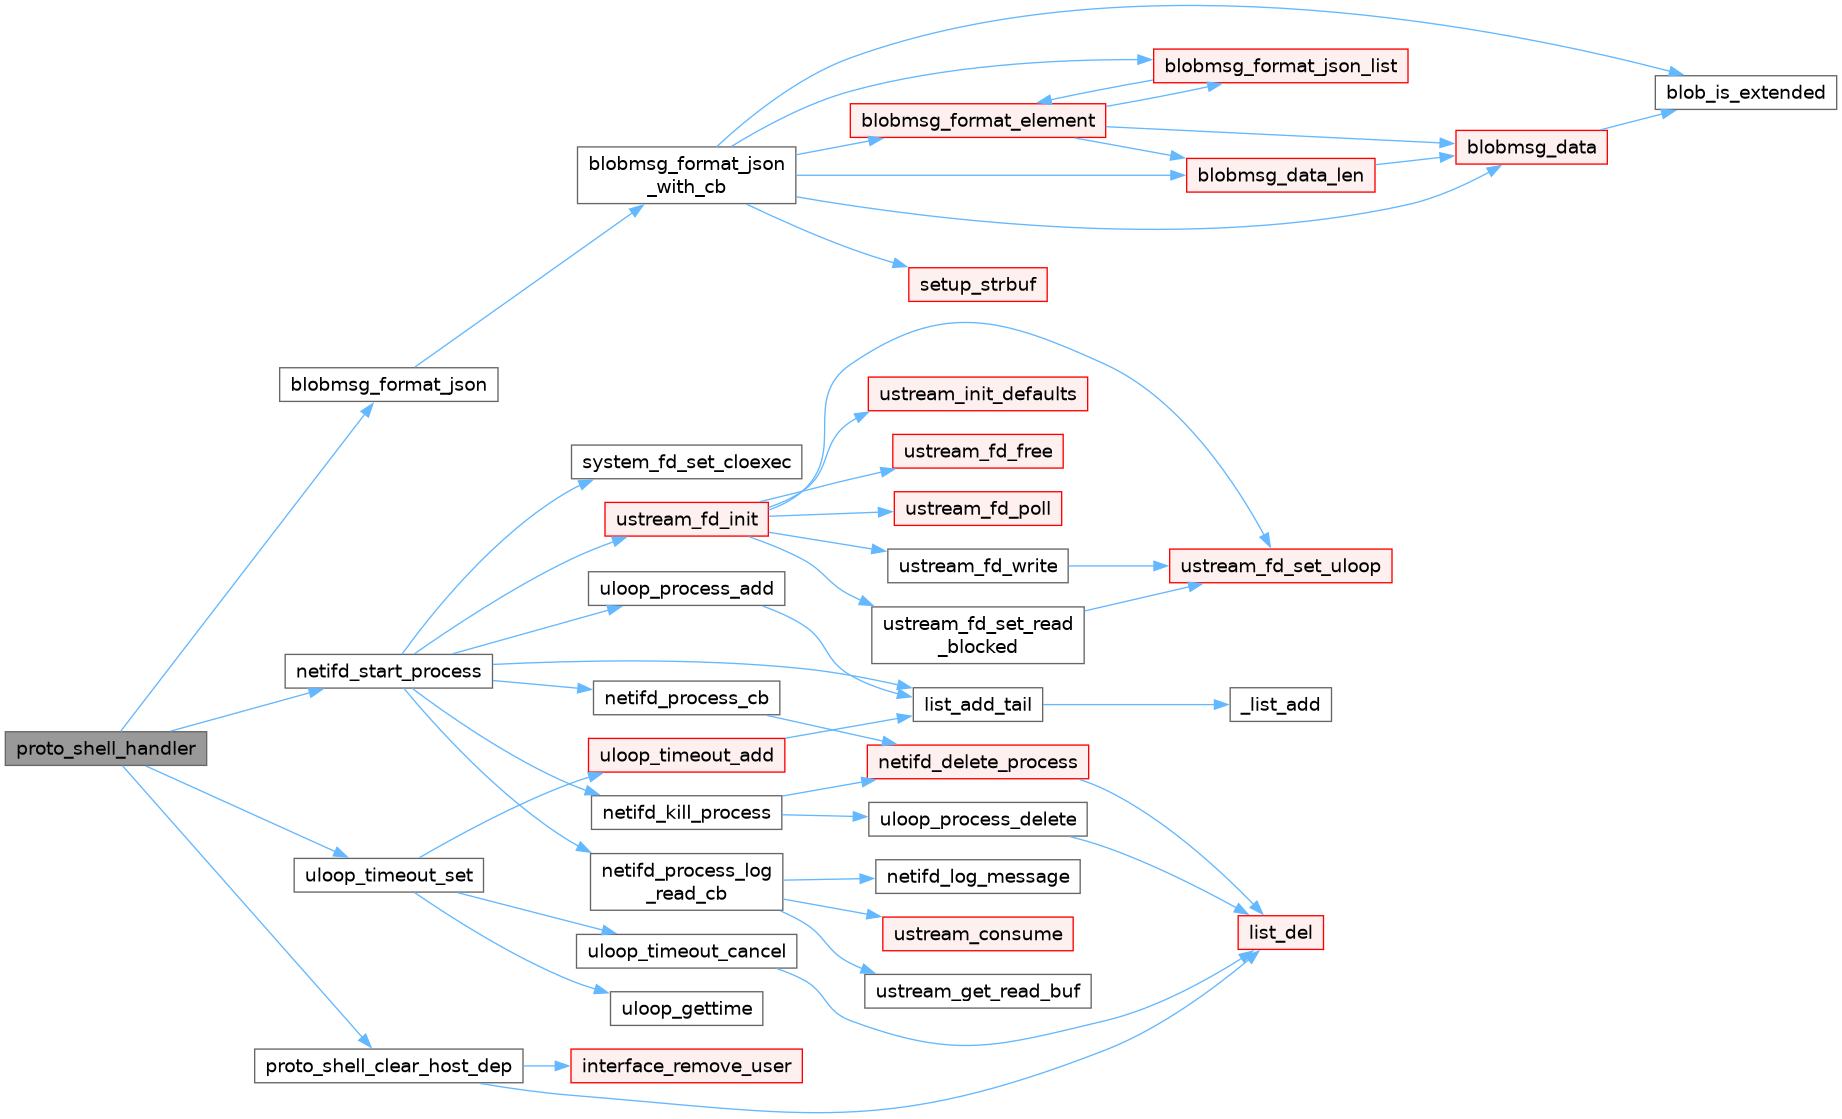 blobmsg_format_json_list
blob_is_extended
blobmsg_format_element
blobmsg_data
blobmsg_format_json
_with_cb
blobmsg_data_len
setup_strbuf
blobmsg_format_json
ustream_init_defaults
system_fd_set_cloexec
ustream_fd_free
ustream_fd_init
ustream_fd_poll
ustream_fd_write
ustream_fd_set_uloop
uloop_process_add
ustream_fd_set_read
_blocked
netifd_start_process
netifd_process_cb
list_add_tail
_list_add
proto_shell_handler
uloop_timeout_add
netifd_delete_process
netifd_kill_process
uloop_process_delete
uloop_timeout_set
netifd_process_log
_read_cb
netifd_log_message
ustream_consume
list_del
uloop_timeout_cancel
ustream_get_read_buf
uloop_gettime
proto_shell_clear_host_dep
interface_remove_user